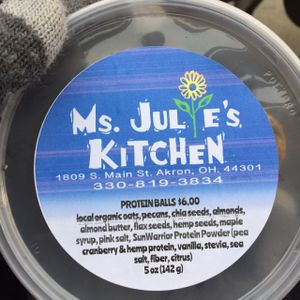 Ms. Julie's
Kitchen
1809 S. Main St. Akron, OH. 44301
330-819-3834
PROTEIN BALLS $6.00
local organic oats, pecans, chia seeds, almonds,
almond butter, flax seeds, hemp seeds, maple
syrup, pink salt, SunWarrior Protein Powder (pea
cranberry & hemp protein, vanilla, stevia, sea
salt, fiber, citrus)
5 oz (142 g)